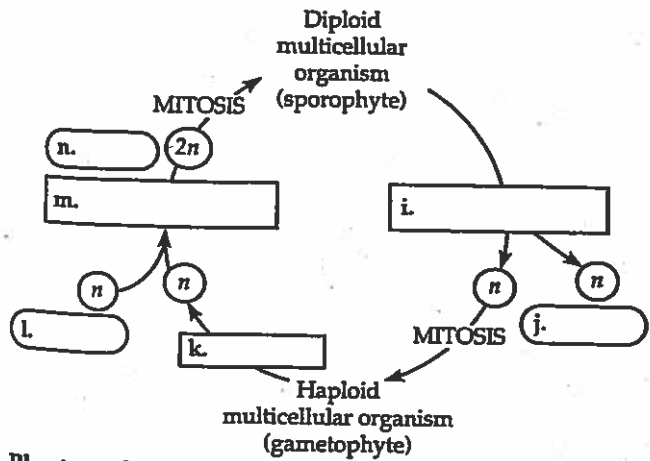 Diploid
multicellular
organism
(sporophyte)
MITOSIS
n.
2n
m.
i.
n
n
n
n
l.
j.
MITOSIS
k.
Haploid
multicellular organism
(gametophyte)